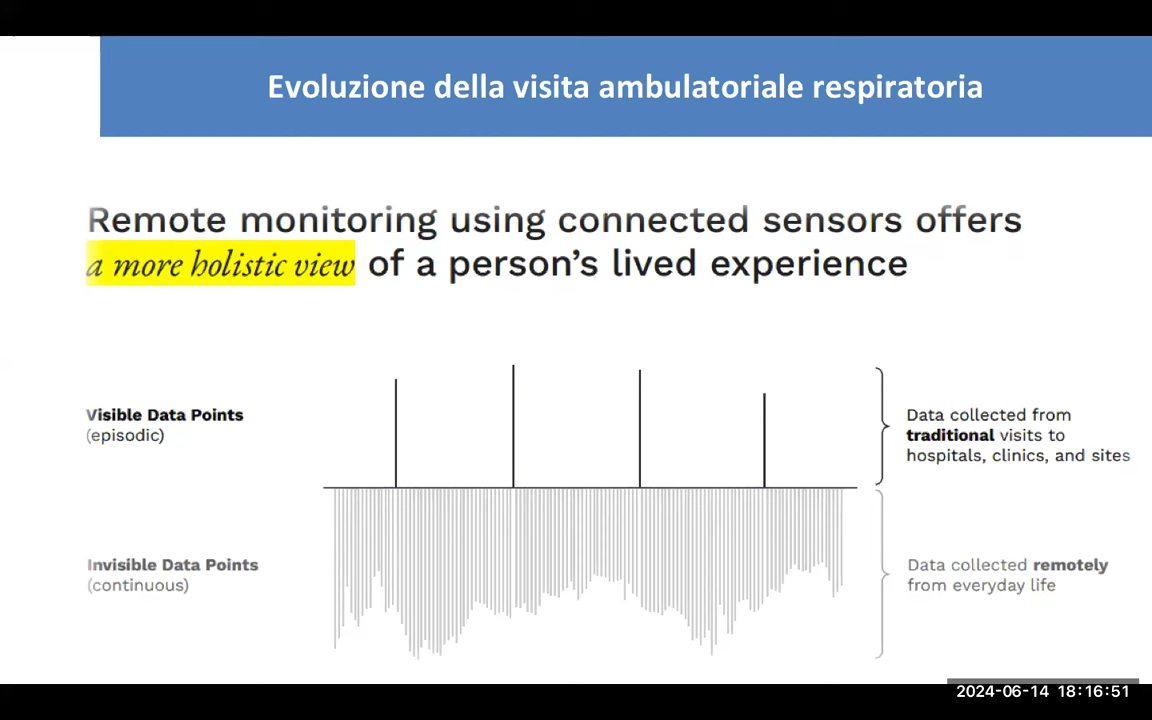 Evoluzione della visita ambulatoriale respiratoria
Remote monitoring using connected sensors offers
a more holistic view of a person’s lived experience
Visible Data Points
(episodic)
Data collected from
traditional visits to
hospitals, clinics, and sites
Invisible Data Points
(continuous)
Data collected remotely
from everyday life
2024-06-14 18:16:51